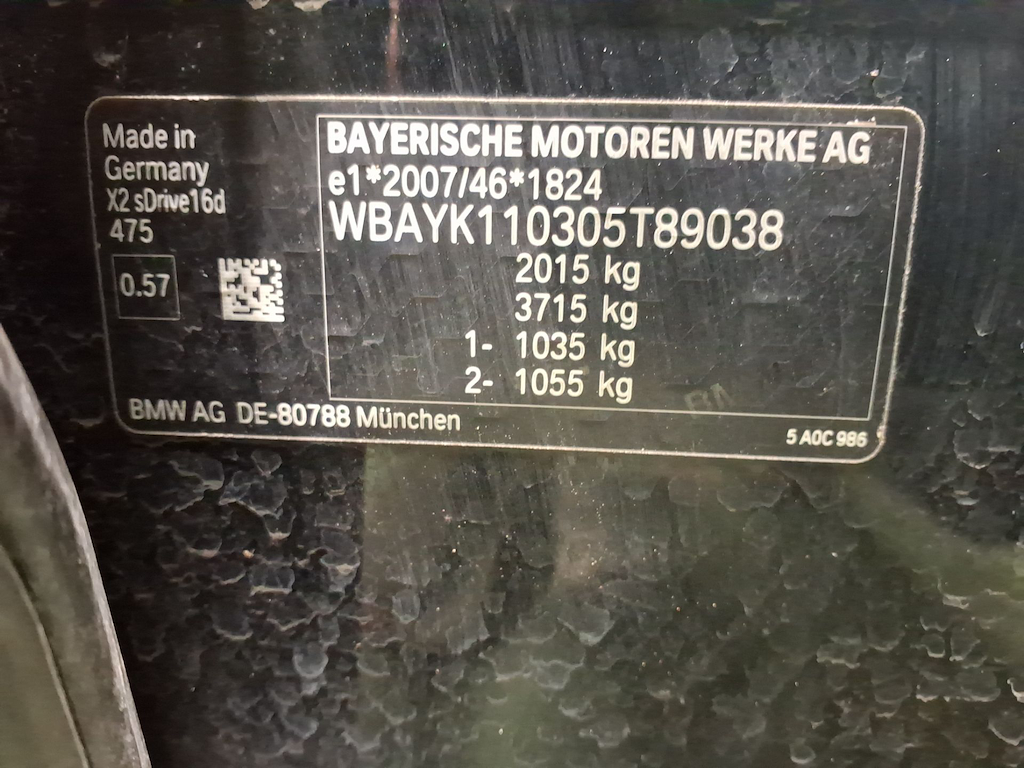 Made in
Germany
X2 sDrive16d
475
0.57
BAYERISCHE MOTOREN WERKE AG
e1*2007/46*1824
WBAYK110305T89038
2015 kg
3715 kg
1- 1035 kg
2- 1055 kg
BMW AG DE-80788 München
5 A0C 986